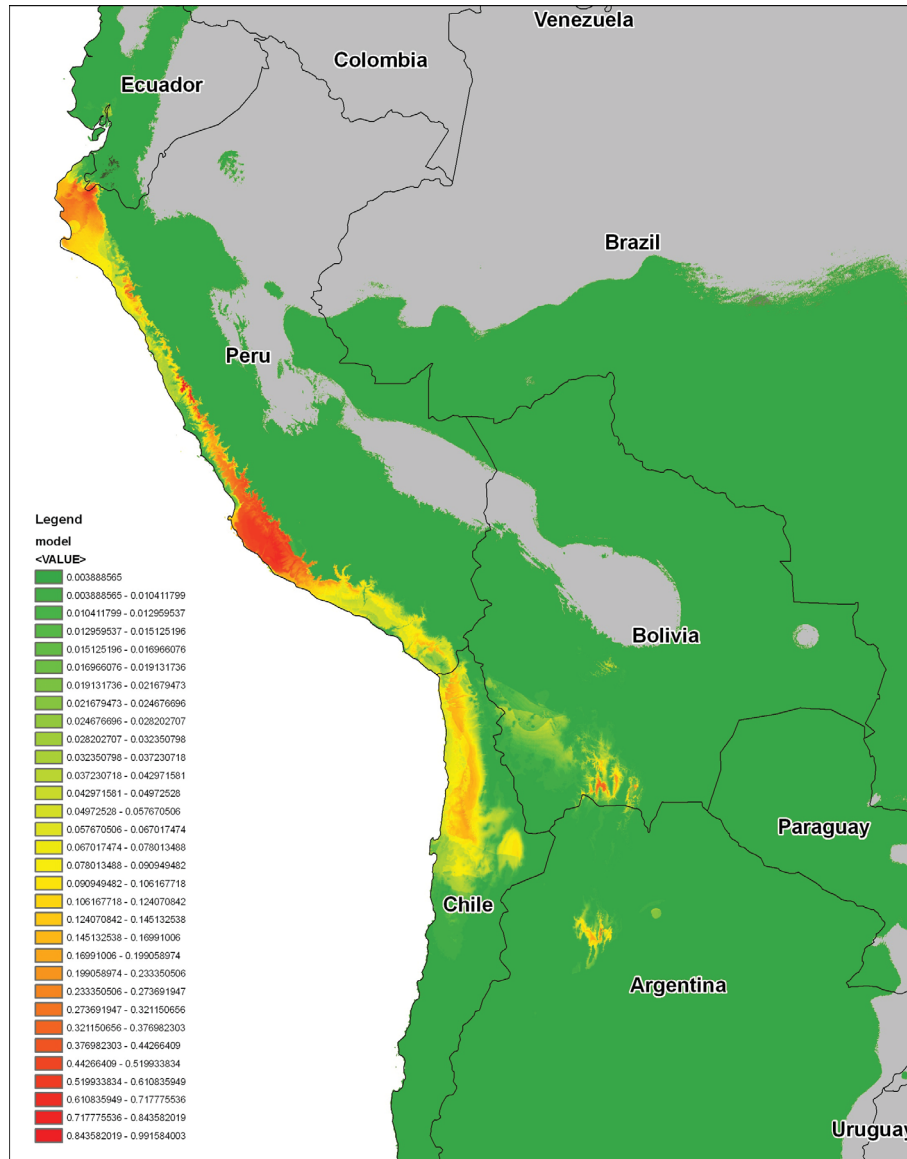 Venezuela
Colombia
Ecuador
Brazil
Peru
Bolivia
Paraguay
Chile
Argentina
Uruguay
Legend
model
<VALUE>
0.003888565
0.003888565 - 0.010411799
0.010411799 - 0.012959537
0.012959537 - 0.015125196
0.015125196 - 0.016966076
0.016966076 - 0.019131736
0.019131736 - 0.021679473
0.021679473 - 0.024676696
0.024676696 - 0.028202707
0.028202707 - 0.032350798
0.032350798 - 0.037230718
0.037230718 - 0.042971581
0.042971581 - 0.04972528
0.04972528 - 0.057670506
0.057670506 - 0.067017474
0.067017474 - 0.078013488
0.078013488 - 0.090949482
0.090949482 - 0.106167718
0.106167718 - 0.124070842
0.124070842 - 0.145132538
0.145132538 - 0.16991006
0.16991006 - 0.199058974
0.199058974 - 0.233350506
0.233350506 - 0.273691947
0.273691947 - 0.321150656
0.321150656 - 0.376982303
0.376982303 - 0.44266409
0.44266409 - 0.519933834
0.519933834 - 0.610835949
0.610835949 - 0.717775536
0.717775536 - 0.843582019
0.843582019 - 0.991584003